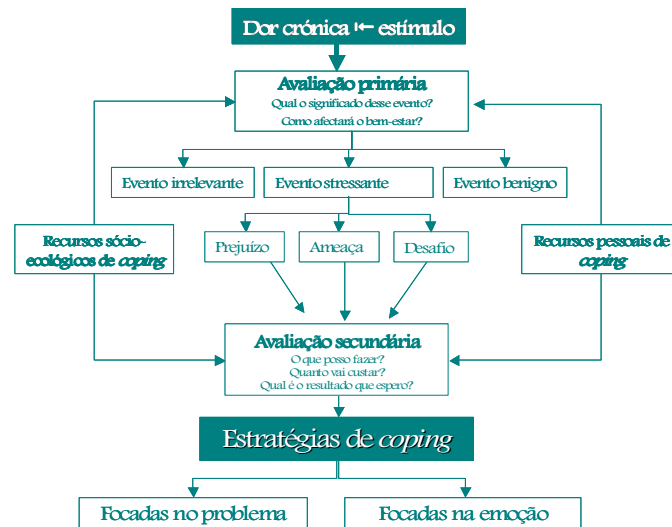 Dor crónica ⑈ estímulo
Avaliação primária
Qual o significado desse evento?
Como afectará o bem-estar?
Evento irrelevante
Evento stressante
Evento benigno
Recursos sócio-
ecológicos de coping
Prejuízo
Ameaça
Desafio
Recursos pessoais de
coping
Avaliação secundária
O que posso fazer?
Quanto vai custar?
Qual é o resultado que espero?
Estratégias de coping
Focadas no problema
Focadas na emoção